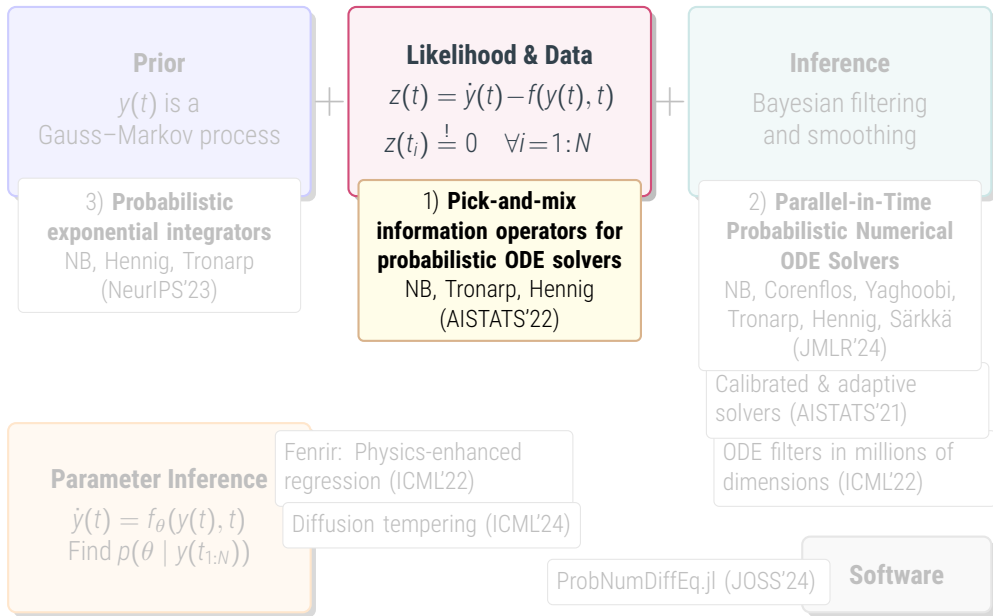 Prior
y(t) is a
Gauss–Markov process
3) Probabilistic
exponential integrators
NB, Hennig, Tronarp
(NeurIPS'23)
+
Likelihood & Data
z(t) = ẏ(t) − f(y(t), t)
z(tᵢ) =! 0 ∀i = 1 : N
1) Pick-and-mix
information operators for
probabilistic ODE solvers
NB, Tronarp, Hennig
(AISTATS'22)
+
Inference
Bayesian filtering
and smoothing
2) Parallel-in-Time
Probabilistic Numerical
ODE Solvers
NB, Corenflos, Yaghoobi,
Tronarp, Hennig, Särkkä
(JMLR'24)
Calibrated & adaptive
solvers (AISTATS'21)
ODE filters in millions of
dimensions (ICML'22)
Parameter Inference
ẏ(t) = f_θ(y(t), t)
Find p(θ | y(t₁:N))
Fenrir: Physics-enhanced
regression (ICML'22)
Diffusion tempering (ICML'24)
ProbNumDiffEq.jl (JOSS'24)
Software